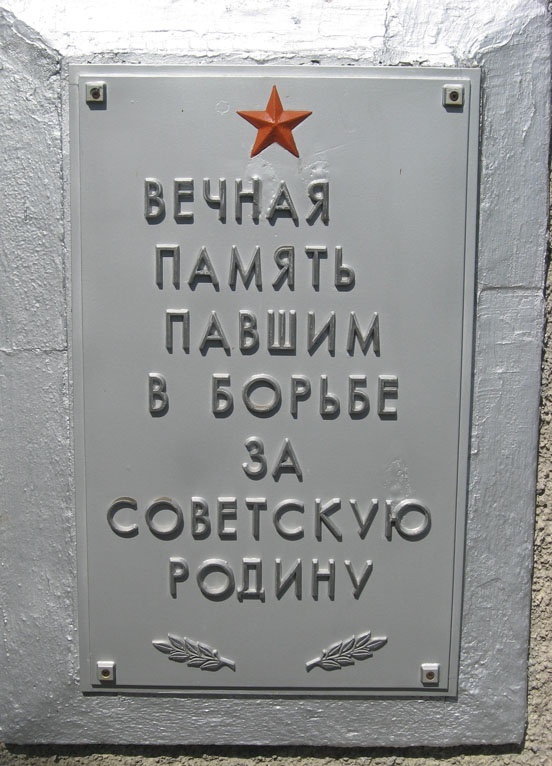 ВЕЧНАЯ
ПАМЯТЬ
ПАВШИМ
В БОРЬБЕ
ЗА
СОВЕТСКУЮ
РОДИНУ